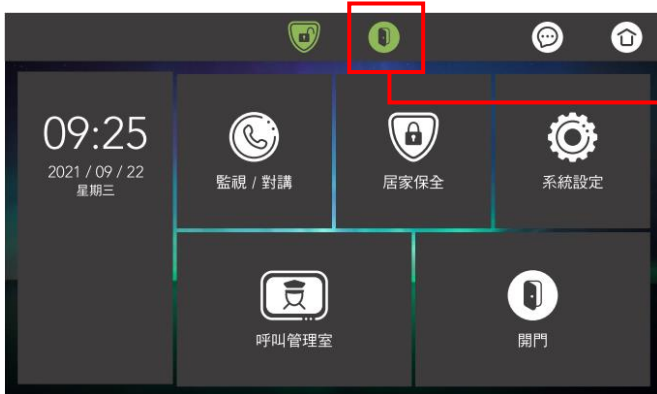 09:25
2021 / 09 / 22
星期三
監視 / 對講
居家保全
系統設定
呼叫管理室
開門